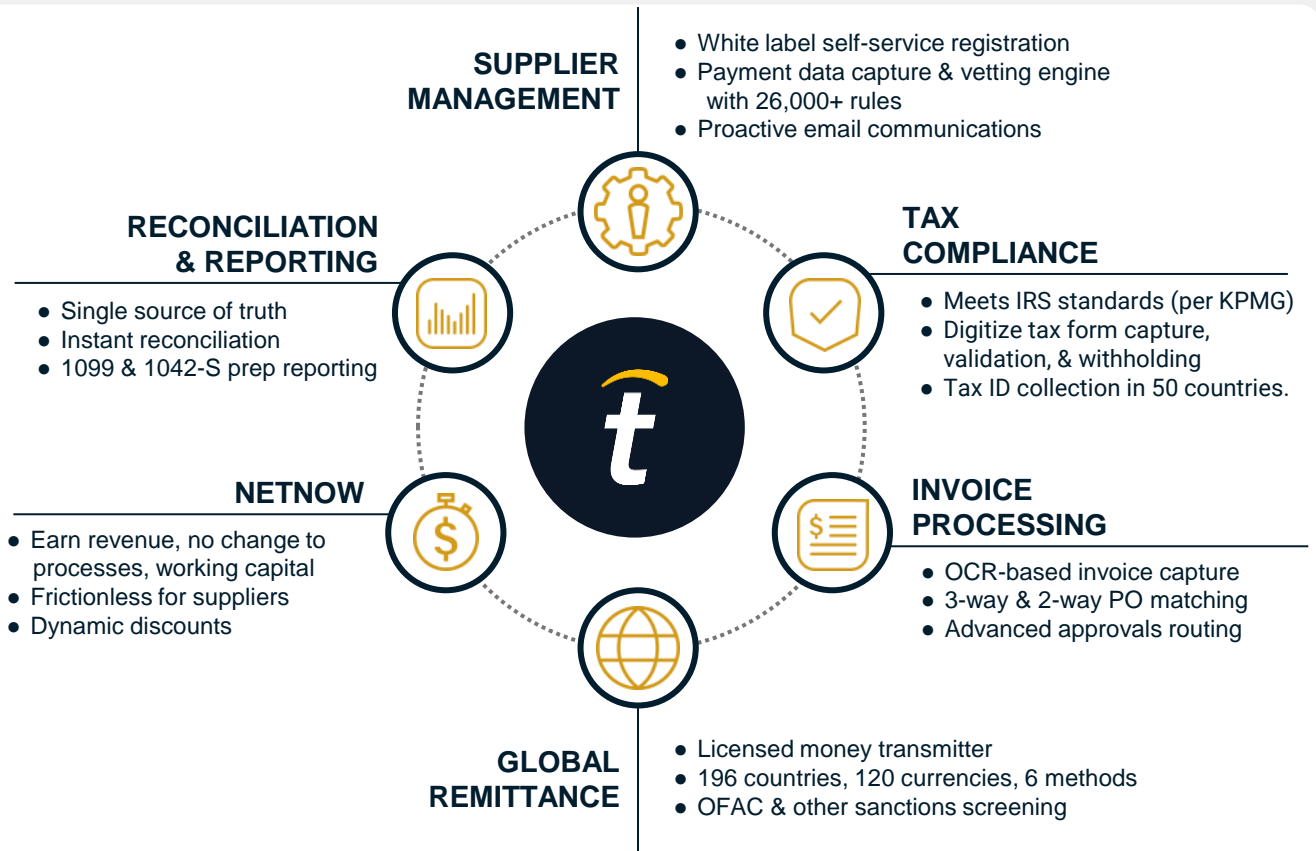 SUPPLIER
MANAGEMENT
● White label self-service registration
● Payment data capture & vetting engine
with 26,000+ rules
● Proactive email communications
TAX
COMPLIANCE
● Meets IRS standards (per KPMG)
● Digitize tax form capture,
validation, & withholding
● Tax ID collection in 50 countries.
INVOICE
PROCESSING
● OCR-based invoice capture
● 3-way & 2-way PO matching
● Advanced approvals routing
GLOBAL
REMITTANCE
● Licensed money transmitter
● 196 countries, 120 currencies, 6 methods
● OFAC & other sanctions screening
NETNOW
● Earn revenue, no change to
processes, working capital
● Frictionless for suppliers
● Dynamic discounts
RECONCILIATION
& REPORTING
● Single source of truth
● Instant reconciliation
● 1099 & 1042-S prep reporting
t
$
$